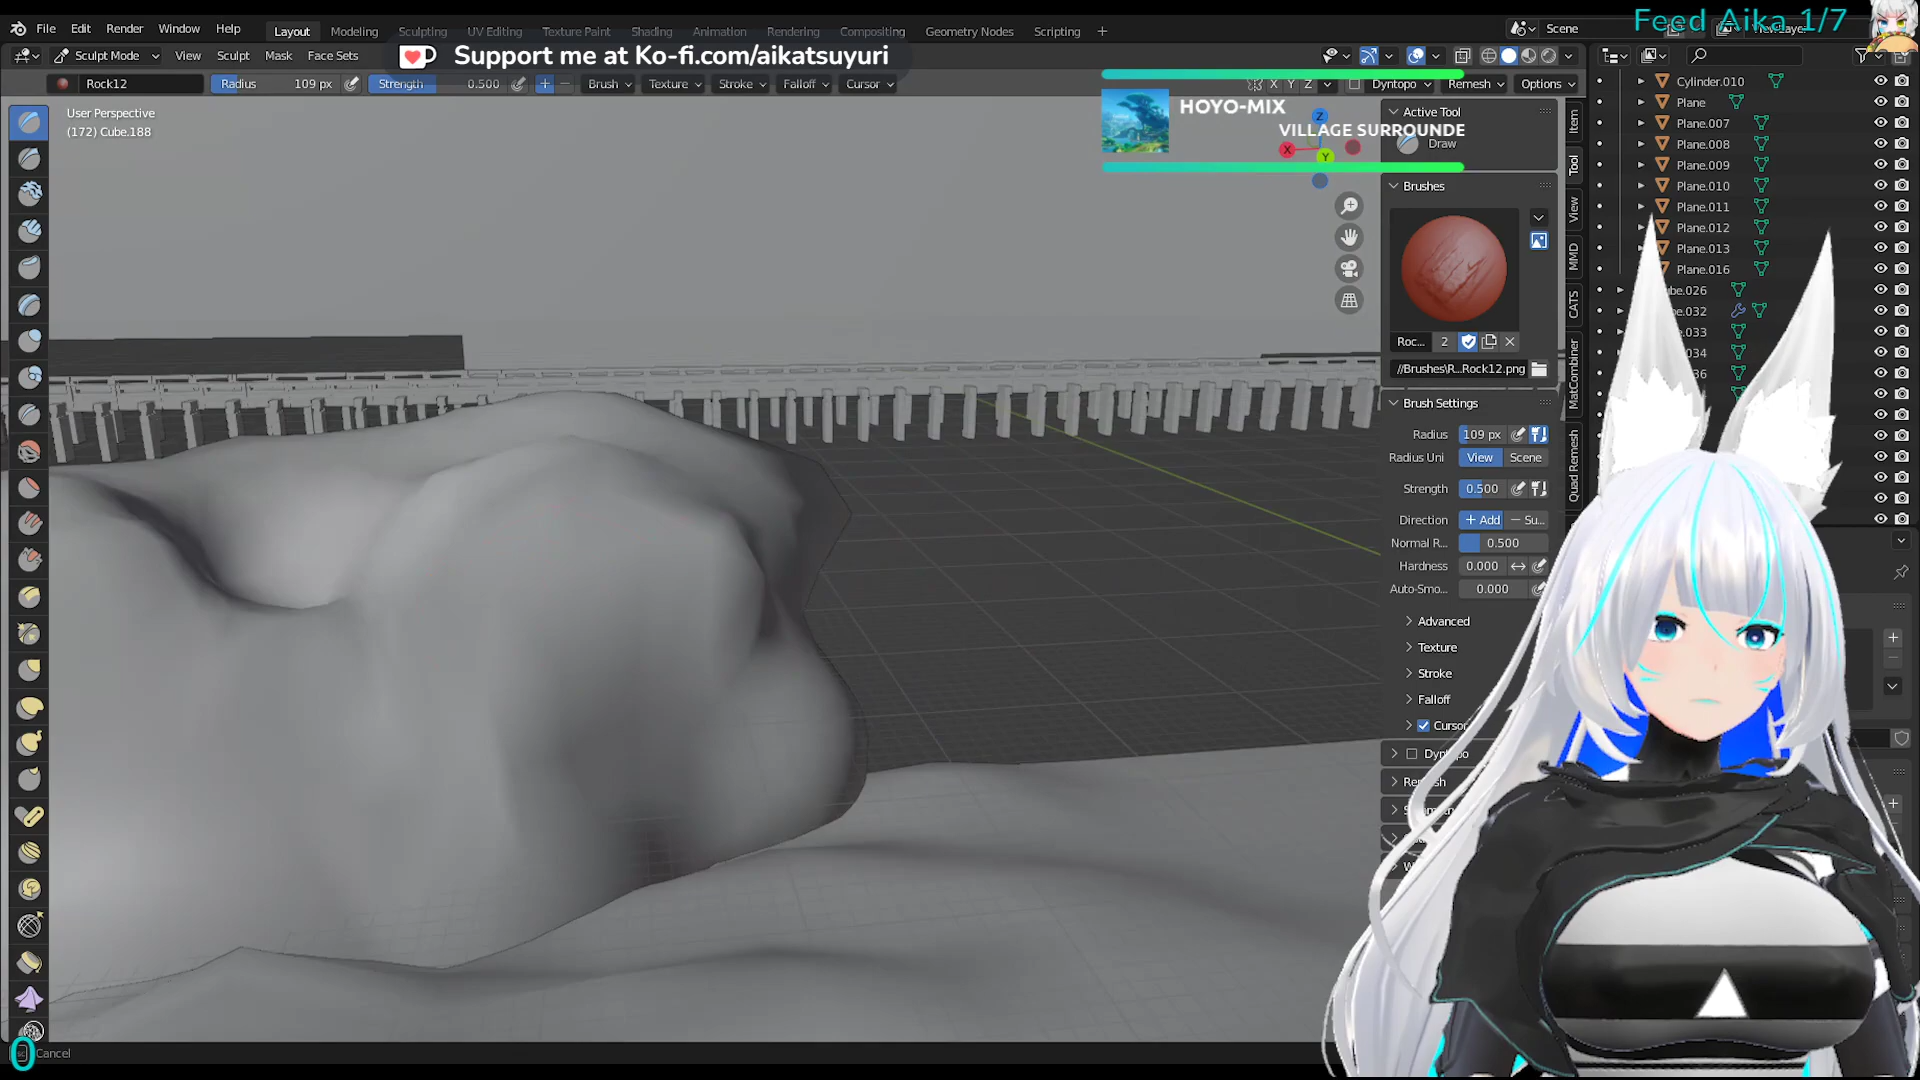 File Edit Render Window Help Layout Modeling Sculpting UV Editing Texture Paint Shading Animation Rendering Compositing Geometry Nodes Scripting + Scene
Feed Aika 1/7
Sculpt Mode View Sculpt Mask Face Sets
Support me at Ko-fi.com/aikatsuyuri
Rock12 Radius 109 px Strength 0.500 Brush Texture Stroke Falloff Cursor X Y Z Dyntopo Remesh Options
User Perspective
(172) Cube.188
HOYO-MIX
VILLAGE SURROUNDE
Z
X
Y
Active Tool
Draw
Brushes
Roc... 2
//Brushes\R...Rock12.png
Brush Settings
Radius 109 px
Radius Uni View Scene
Strength 0.500
Direction + Add − Su...
Normal R... 0.500
Hardness 0.000
Auto-Smo... 0.000
Advanced
Texture
Stroke
Falloff
Cursor
Item
Tool
View
MMD
CATS
MatCombiner
Quad Remesh
Cylinder.010
Plane
Plane.007
Plane.008
Plane.009
Plane.010
Plane.011
Plane.012
Plane.013
Plane.016
0
Cancel